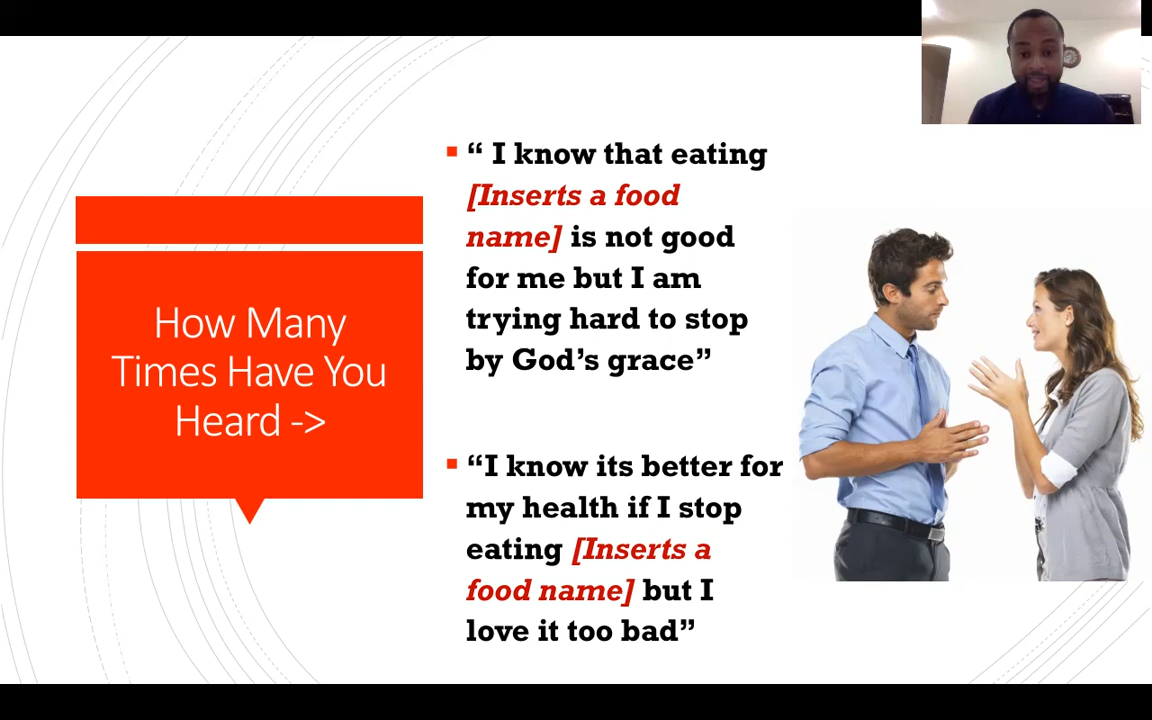 How Many
Times Have You
Heard ->
“ I know that eating
[Inserts a food
name] is not good
for me but I am
trying hard to stop
by God’s grace”
“I know its better for
my health if I stop
eating [Inserts a
food name] but I
love it too bad”